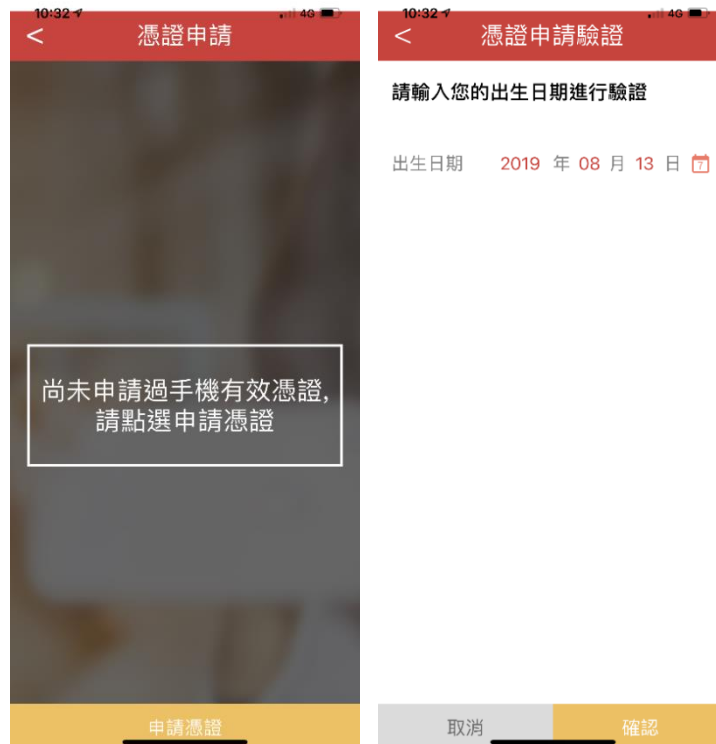 10:32
4G
< 憑證申請
尚未申請過手機有效憑證,
請點選申請憑證
申請憑證
10:32
4G
< 憑證申請驗證
請輸入您的出生日期進行驗證
出生日期 2019 年 08 月 13 日 7
取消 確認